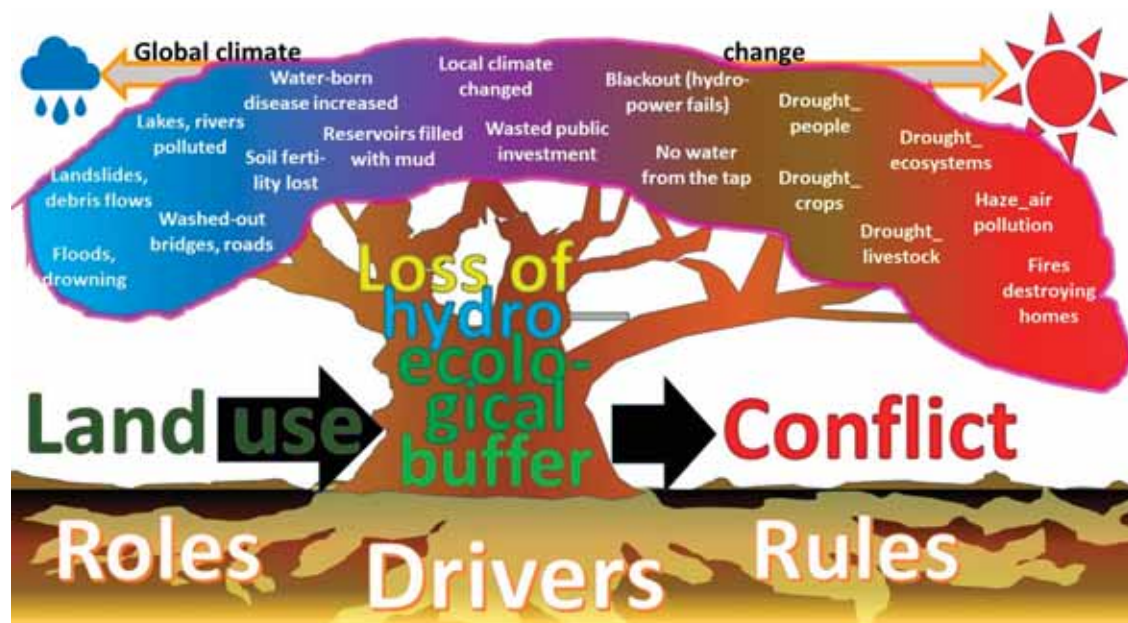 Global climate change
Water-born
disease increased
Local climate
changed
Blackout (hydro-
power fails)
Drought_
people
Drought_
ecosystems
Lakes, rivers
polluted
Reservoirs filled
with mud
Wasted public
investment
Soil ferti-
lity lost
No water
from the tap
Drought_
crops
Landslides,
debris flows
Haze_air
pollution
Washed-out
bridges, roads
Drought_
livestock
Floods,
drowning
Fires
destroying
homes
Loss of
hydro
ecolo-
gical
buffer
Land use
Conflict
Roles
Drivers
Rules